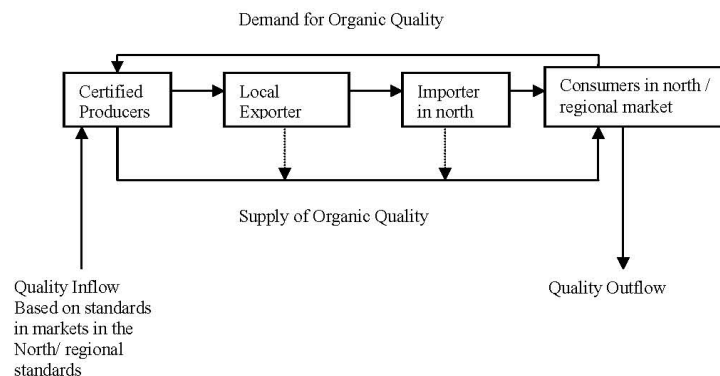 Demand for Organic Quality
Certified
Producers
Local
Exporter
Importer
in north
Consumers in north /
regional market
Supply of Organic Quality
Quality Inflow
Based on standards
in markets in the
North/ regional
standards
Quality Outflow